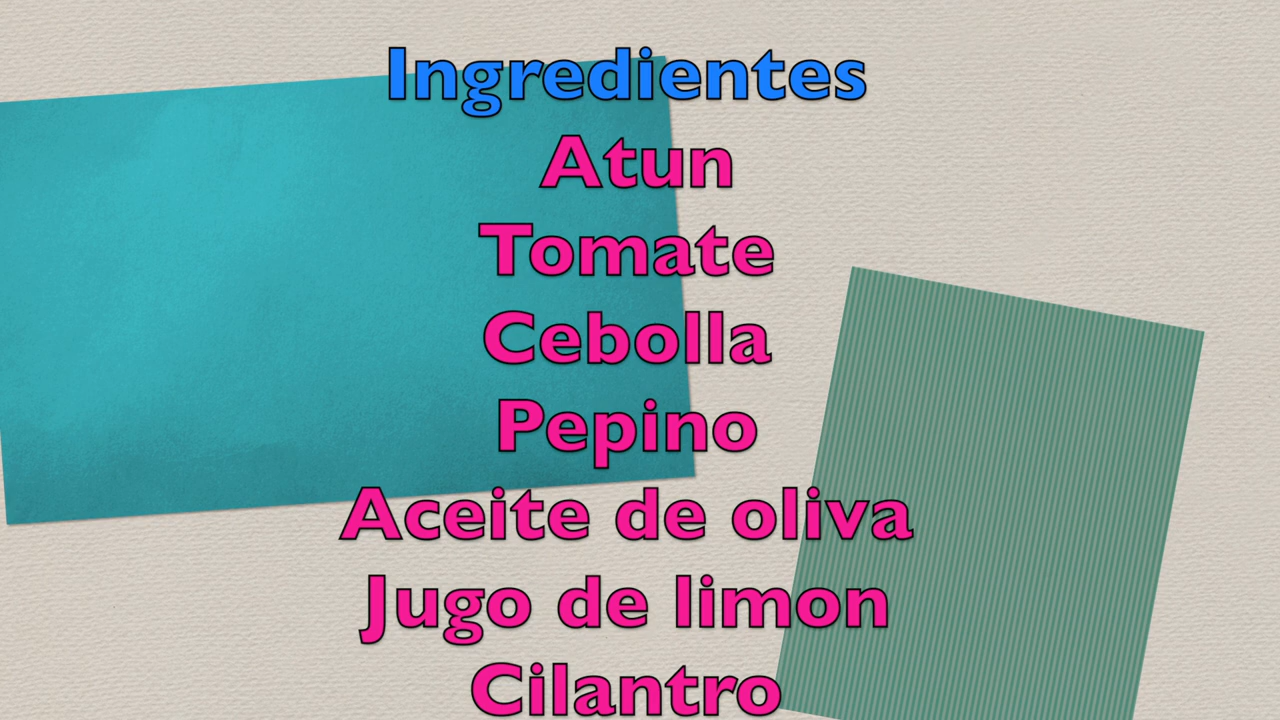 Ingredientes
Atun
Tomate
Cebolla
Pepino
Aceite de oliva
Jugo de limon
Cilantro